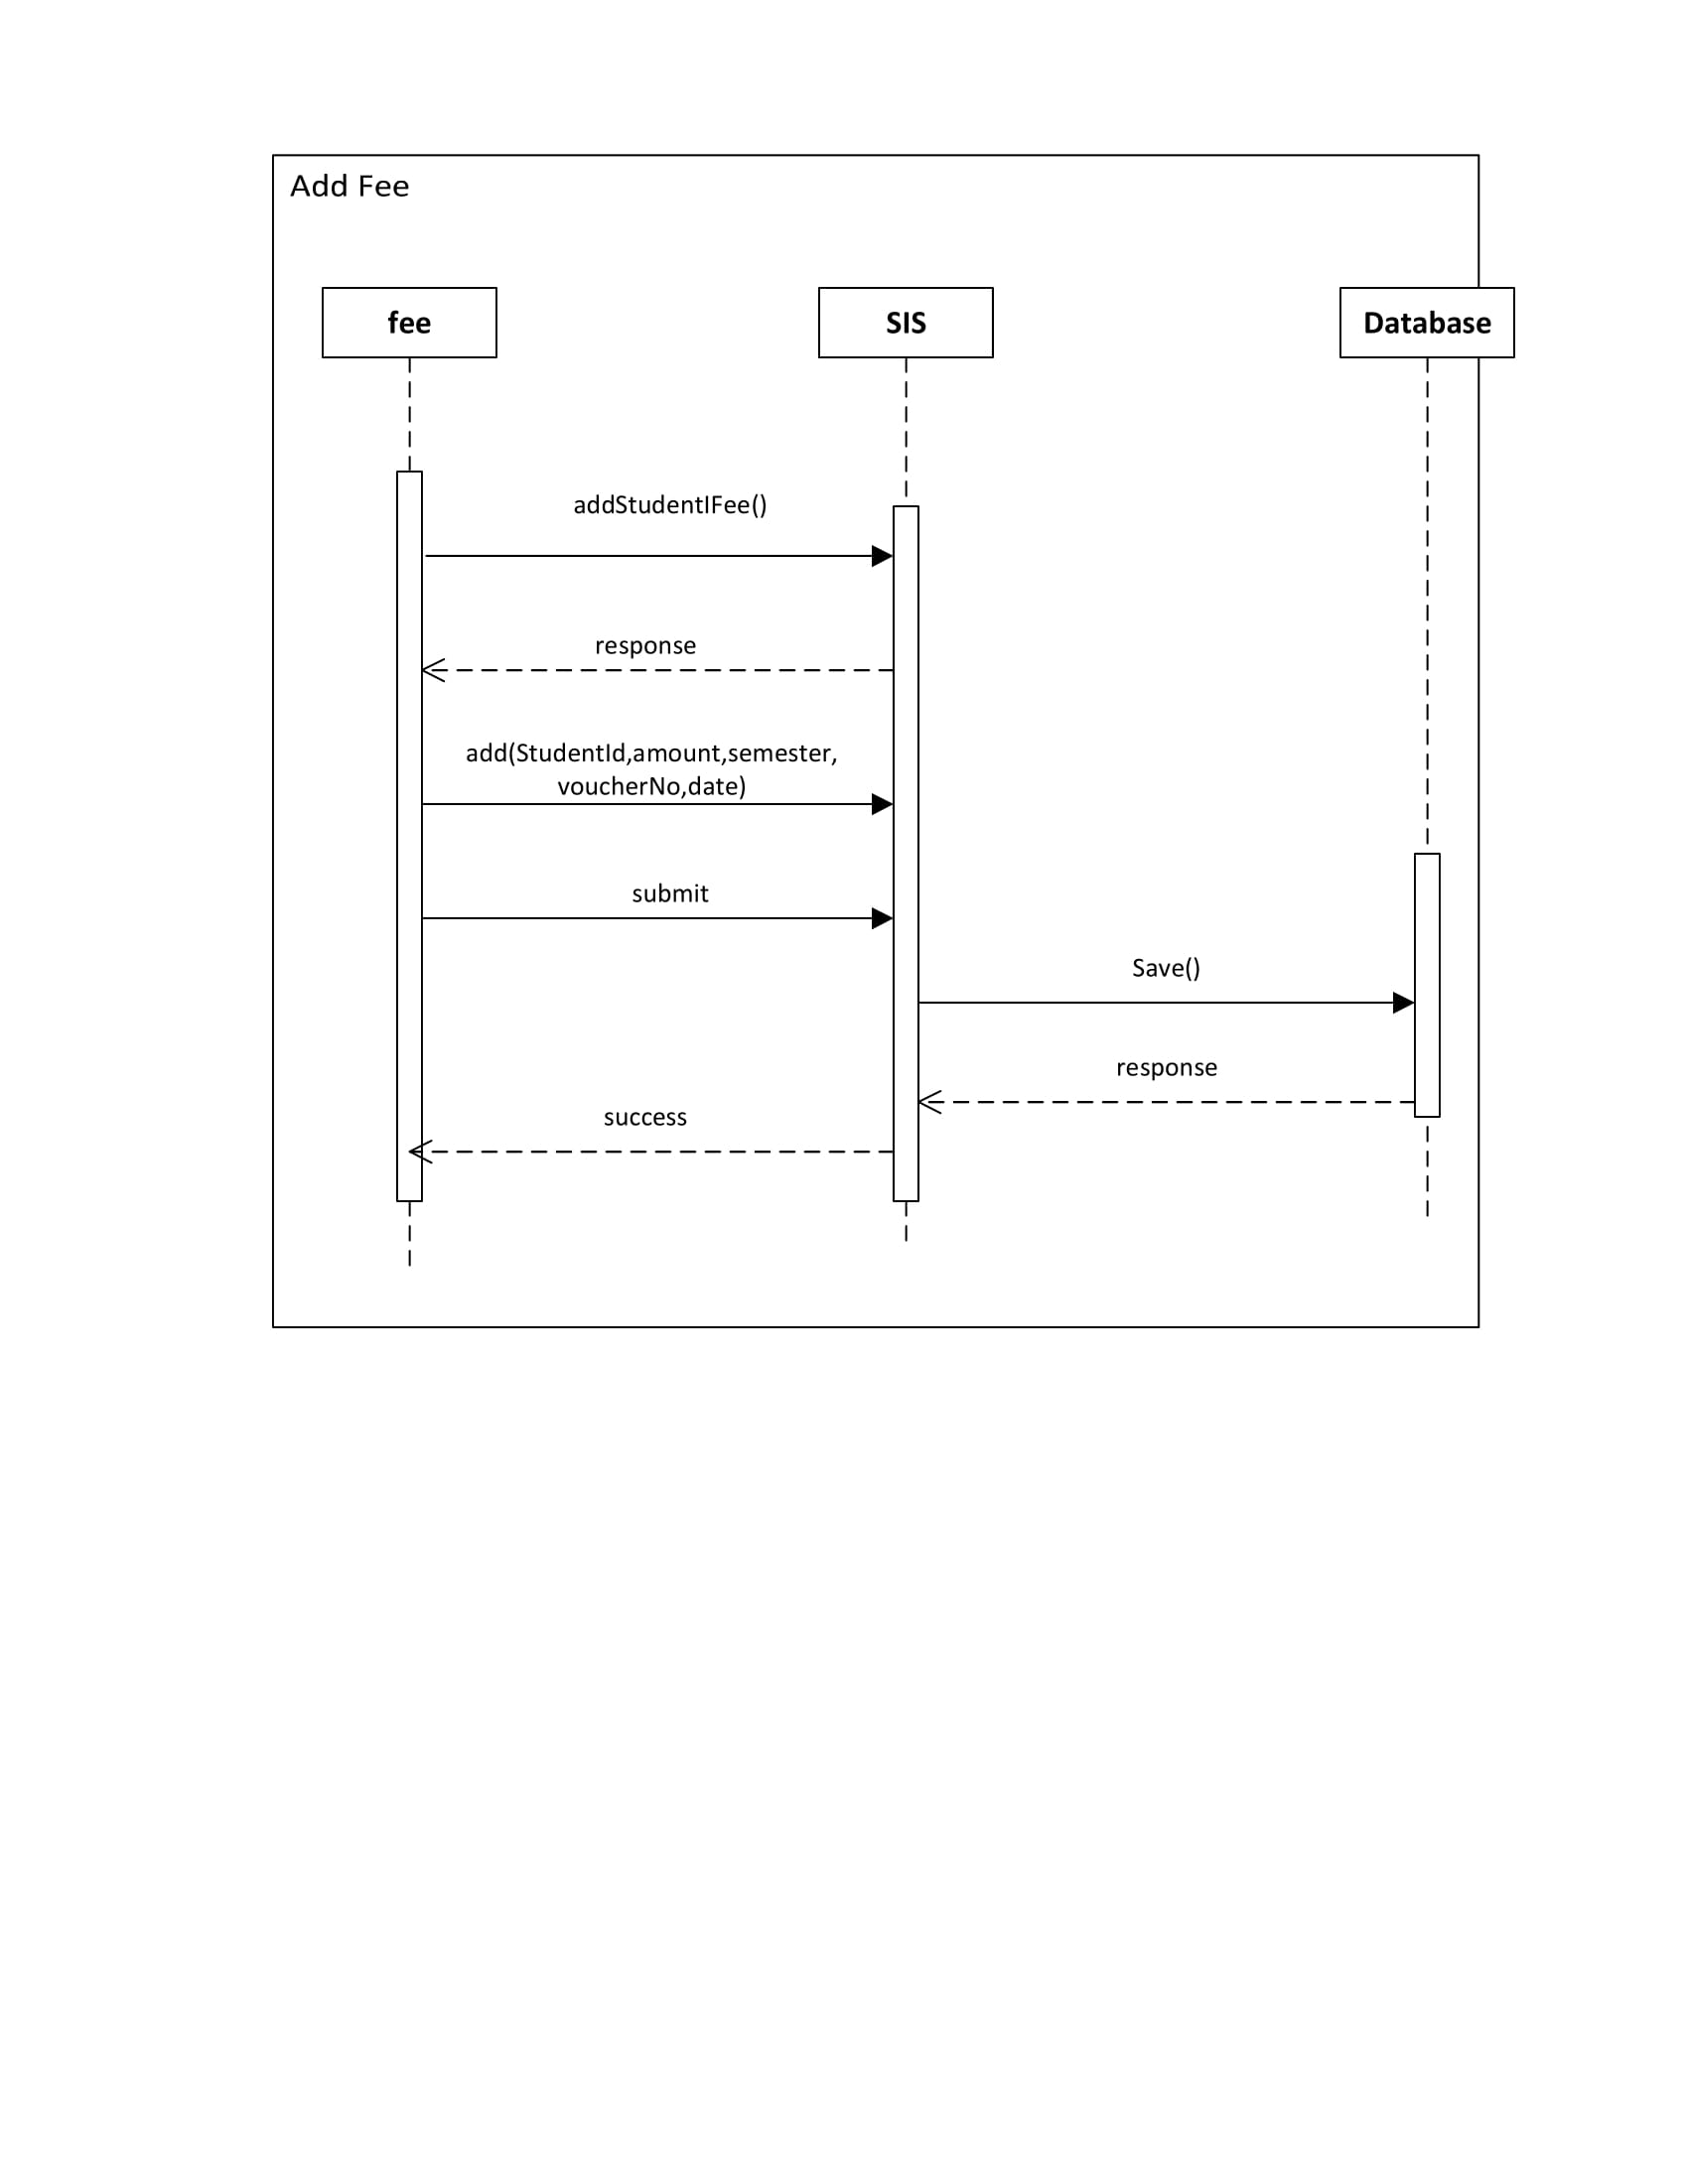 Add Fee
fee
SIS
Database
addStudentIFee()
response
add(StudentId,amount,semester,
voucherNo,date)
submit
Save()
response
success